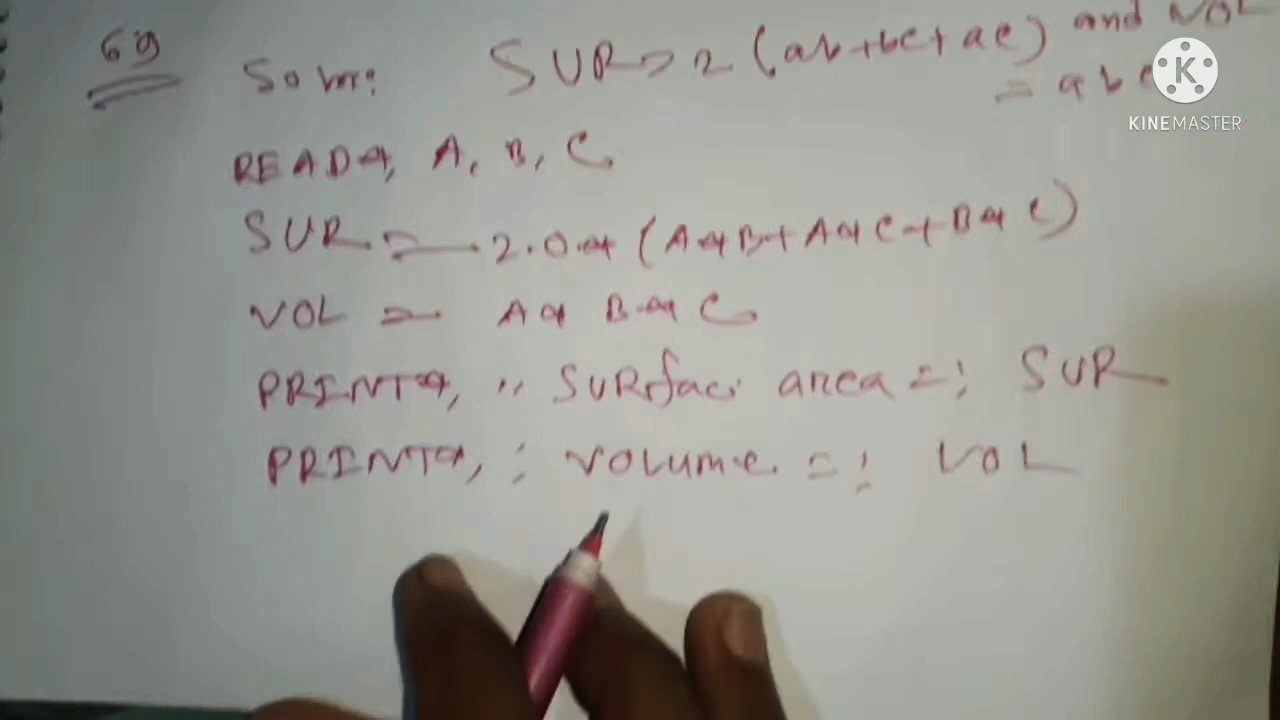 69
Soln: SUR = 2 (ab+bc+ac) and VOL
= abc
K
KINEMASTER
READ*, A, B, C
SUR = 2.0*(A*B+A*C+B*C)
VOL = A*B*C
PRINT*, " SURface area =; SUR
PRINT*, : Volume =; VOL